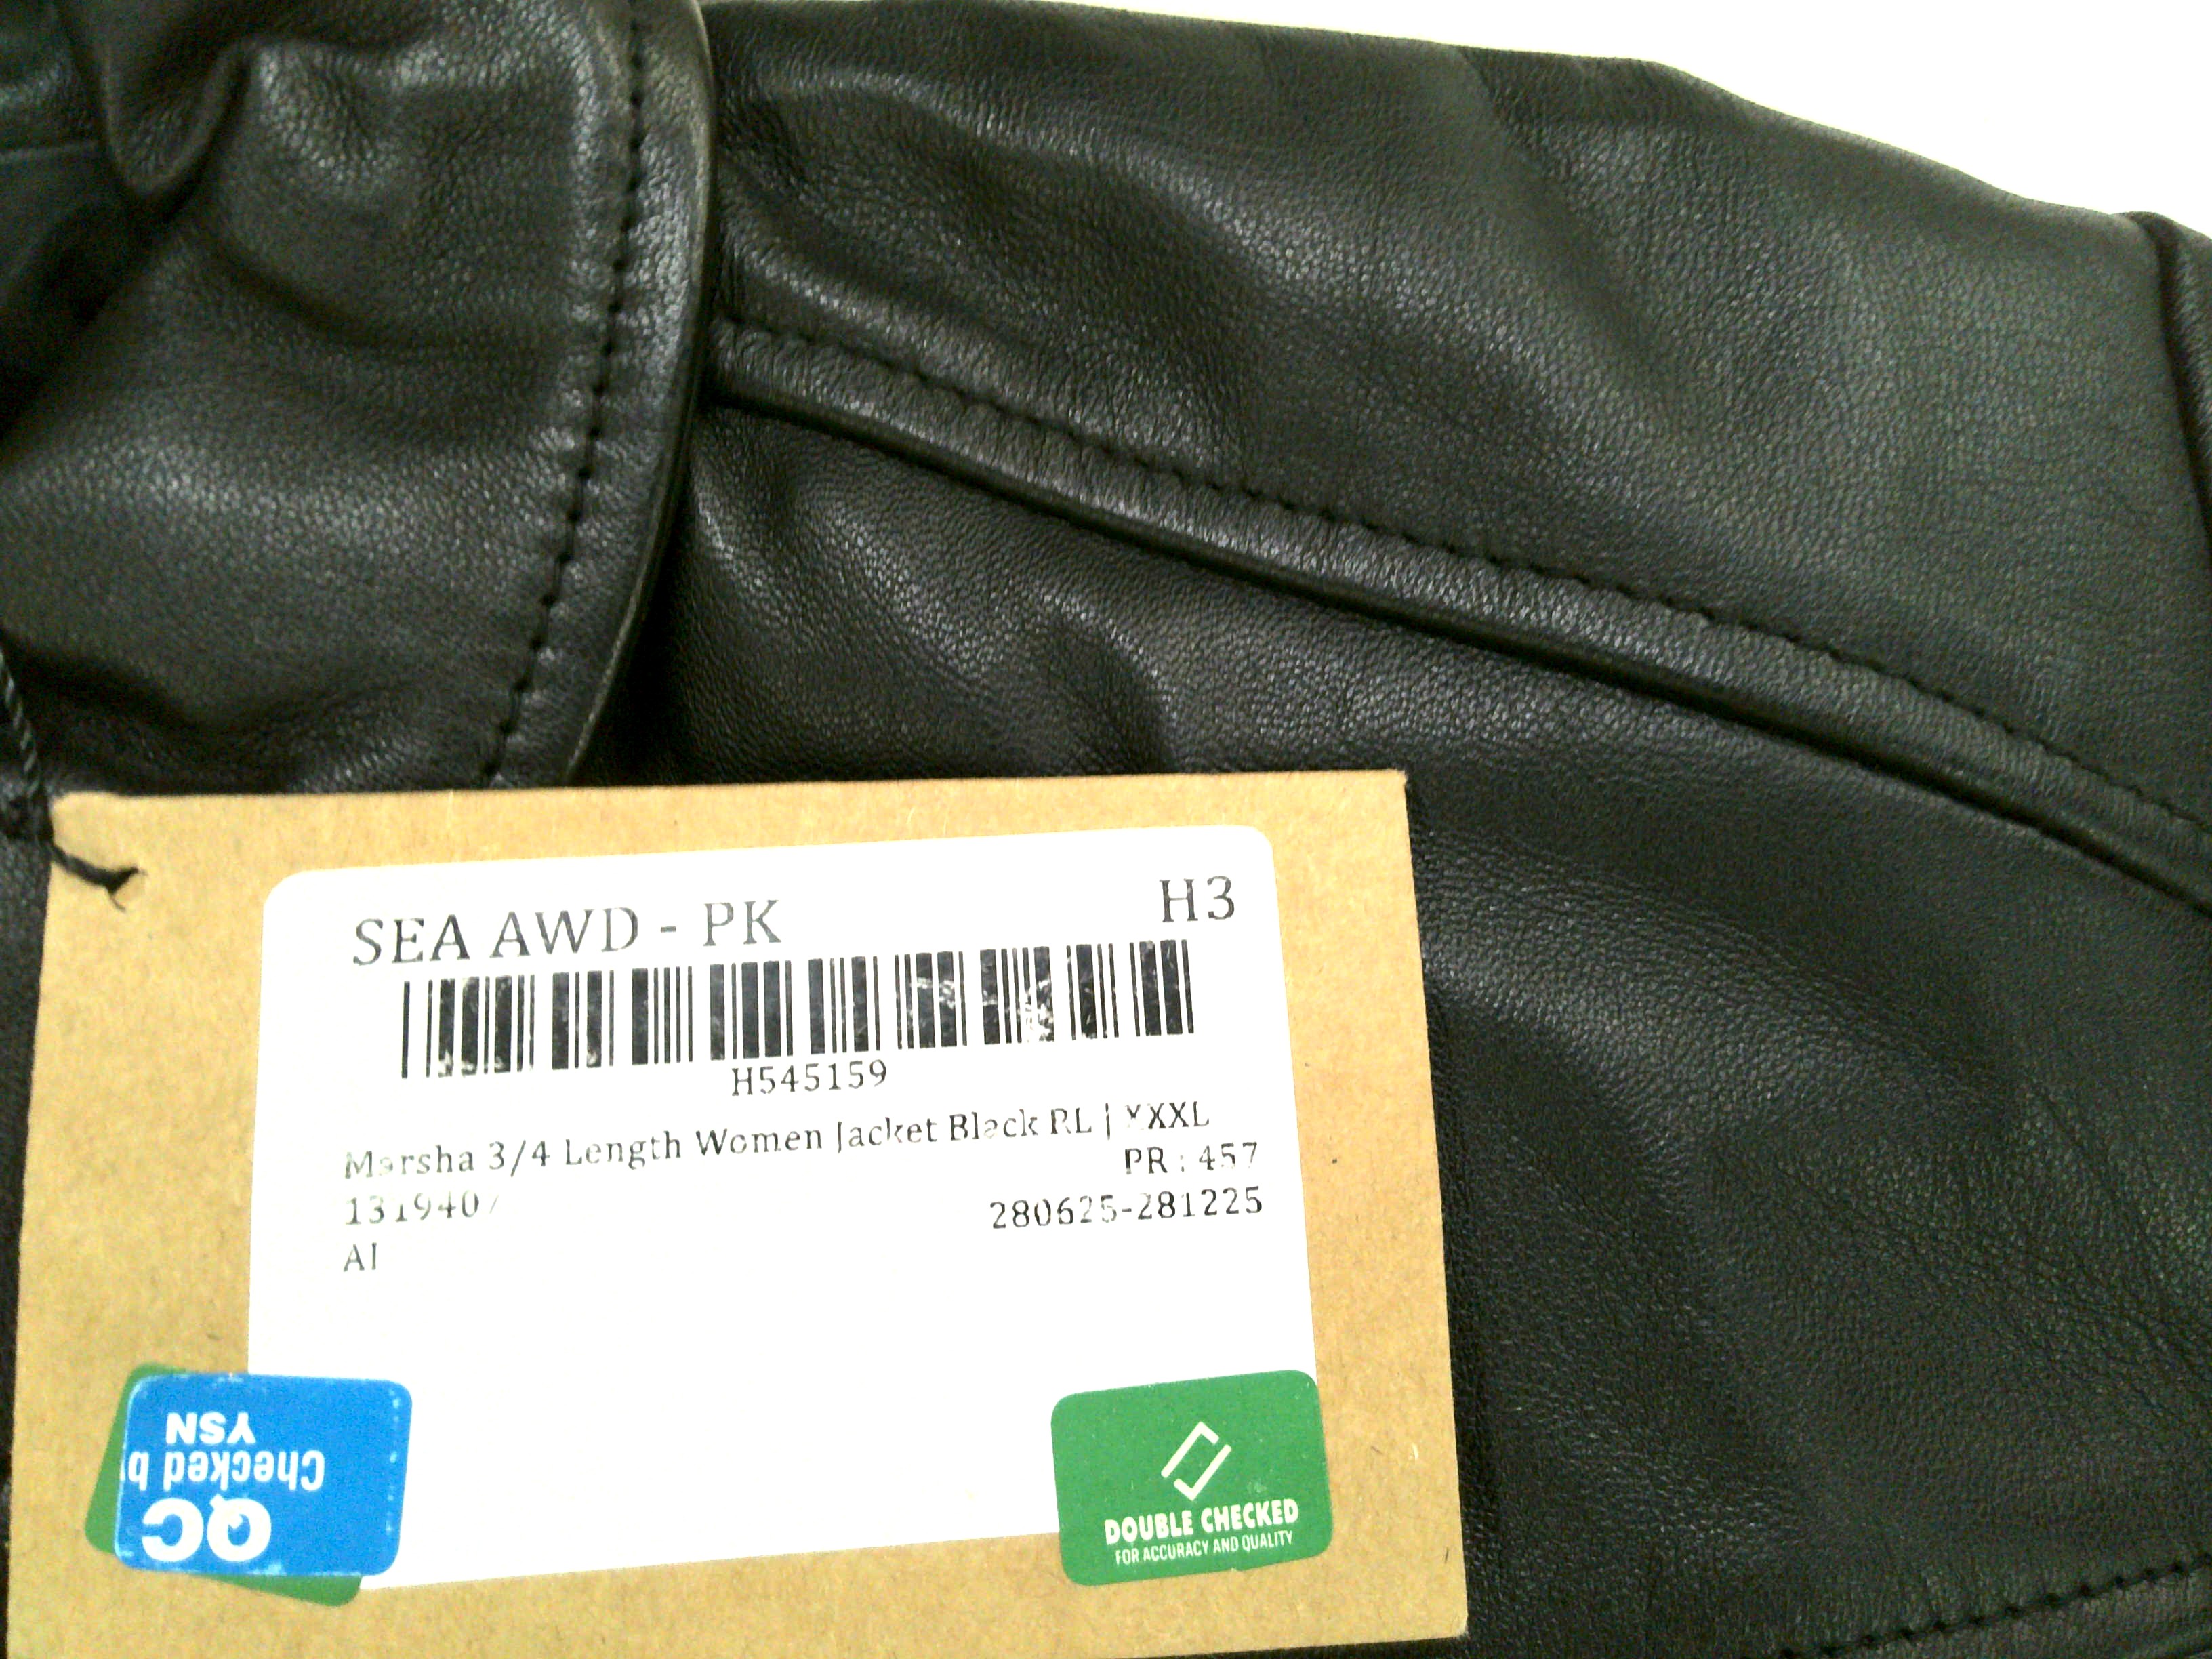 SEA AWD - PK
H3
H545159
Marsha 3/4 Length Women Jacket Black RL | XXXL
PR : 457
1319407
280625-281225
AI
QC
Checked b
YSN
DOUBLE CHECKED
FOR ACCURACY AND QUALITY